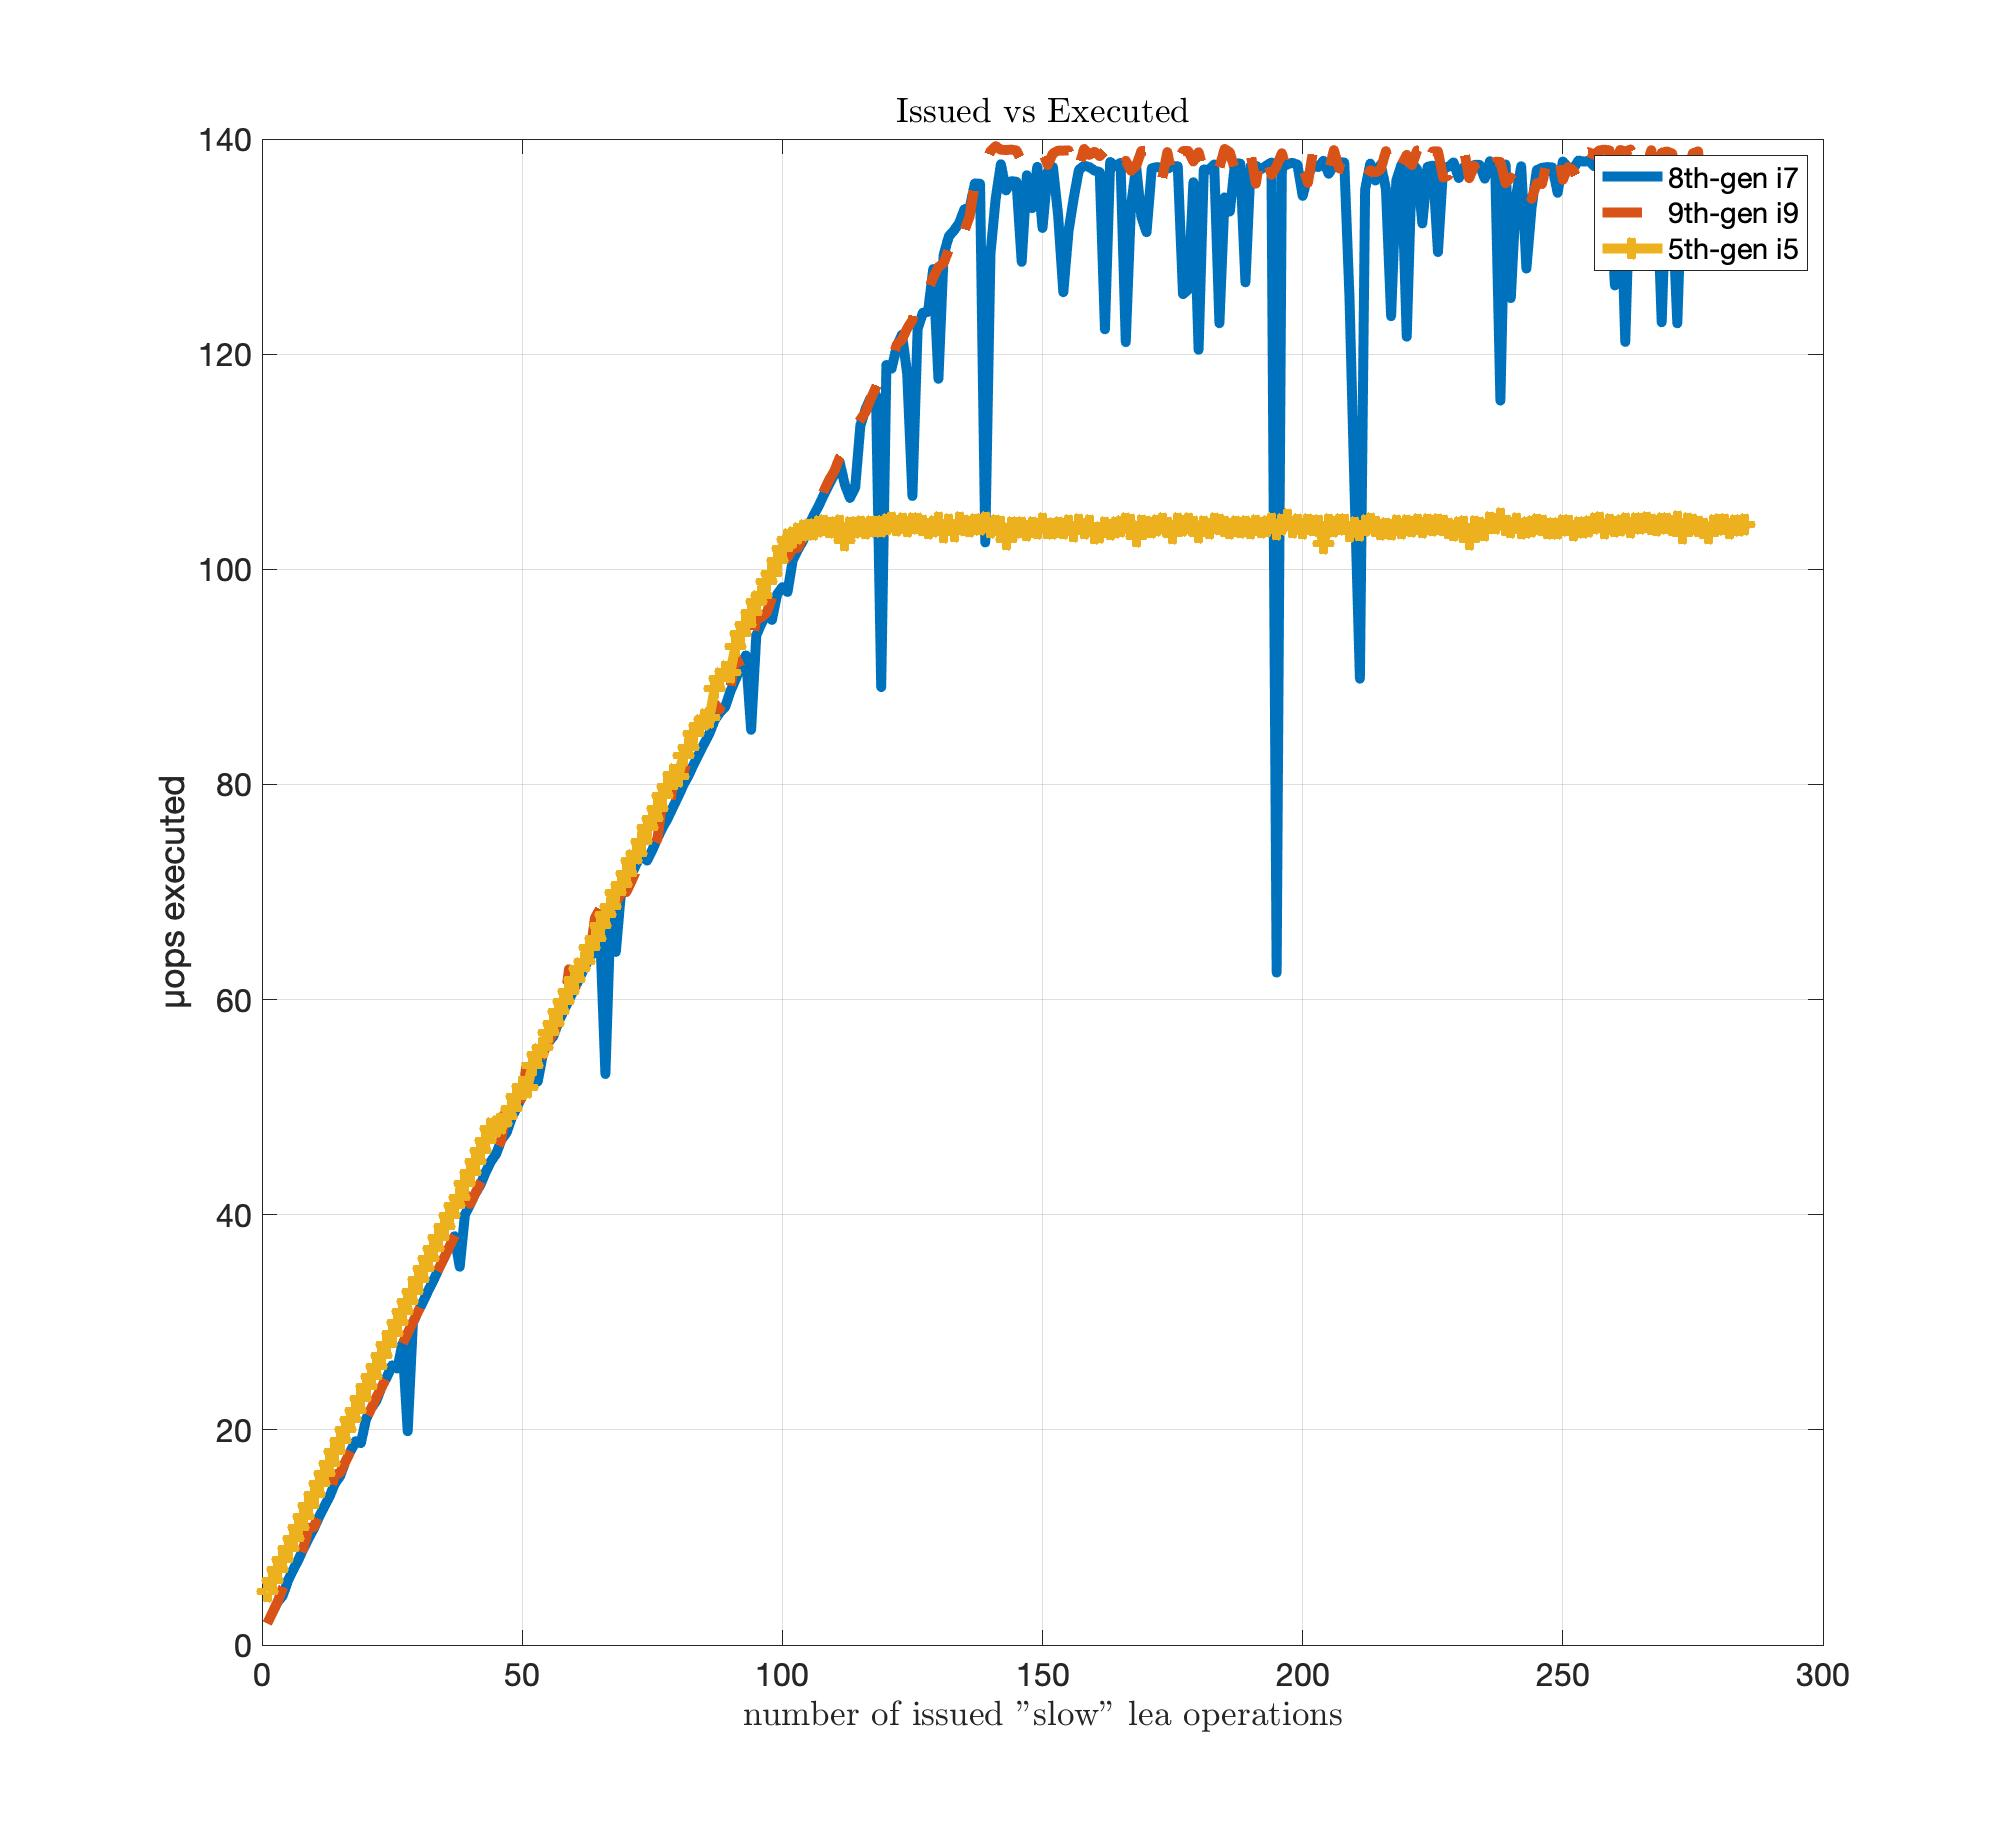 Issued vs Executed
140
120
100
80
60
40
20
0
µops executed
8th-gen i7
9th-gen i9
5th-gen i5
0 50 100 150 200 250 300
number of issued ”slow” lea operations